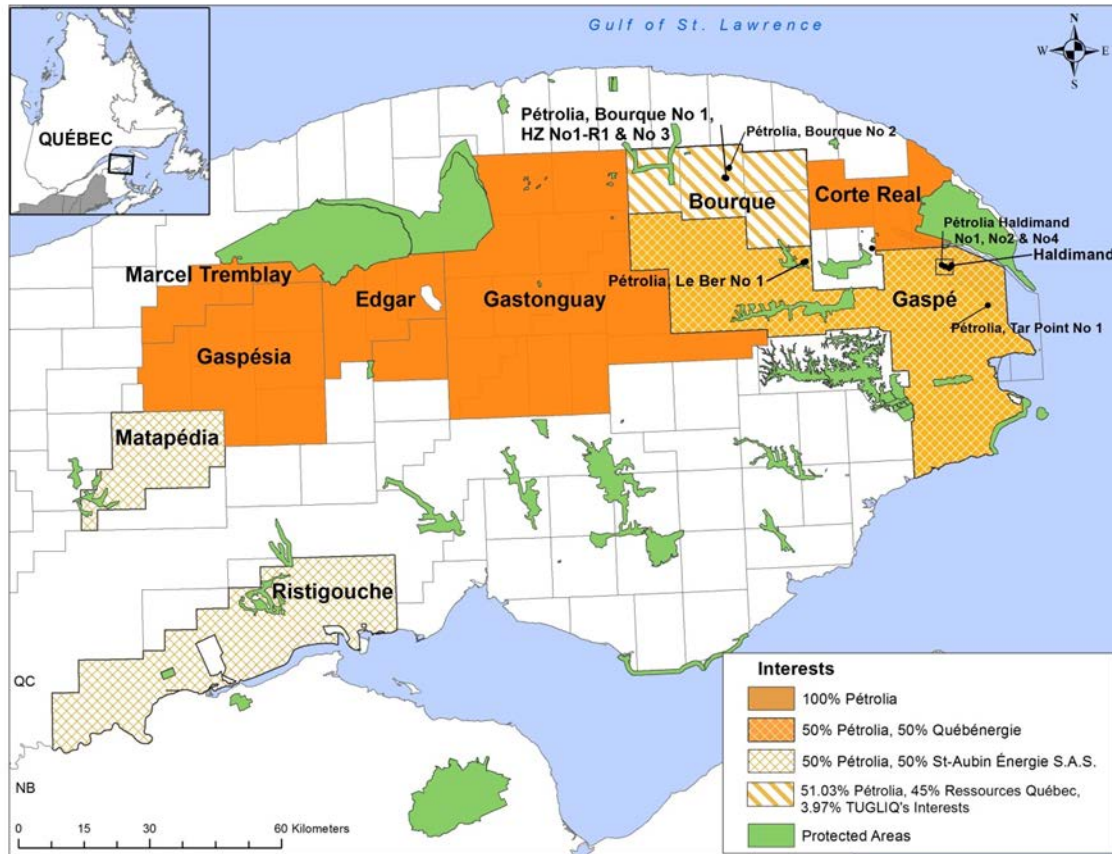 Gulf of St. Lawrence
N
W E
S
QUÉBEC
Pétrolia, Bourque No 1,
HZ No1-R1 & No 3
Pétrolia, Bourque No 2
Bourque
Corte Real
Pétrolia Haldimand
No1, No2 & No4
Haldimand
Marcel Tremblay
Edgar
Gastonguay
Pétrolia, Le Ber No 1
Gaspé
Pétrolia, Tar Point No 1
Gaspésia
Matapédia
Ristigouche
QC
NB
0 15 30 60 Kilometers
Interests
100% Pétrolia
50% Pétrolia, 50% Québénergie
50% Pétrolia, 50% St-Aubin Énergie S.A.S.
51.03% Pétrolia, 45% Ressources Québec,
3.97% TUGLIQ's Interests
Protected Areas